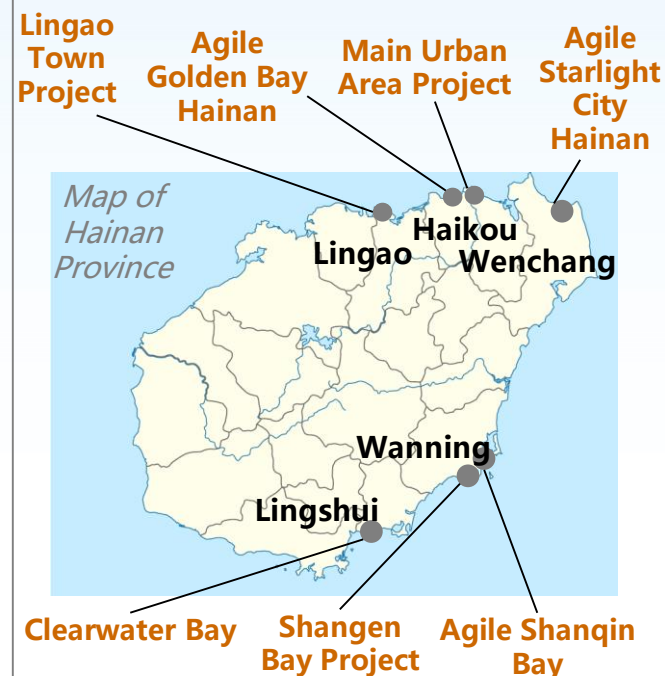 Lingao
Town
Project
Agile
Golden Bay
Hainan
Main Urban
Area Project
Agile
Starlight
City
Hainan
Map of
Hainan
Province
Lingao
Haikou
Wenchang
Wanning
Lingshui
Clearwater Bay
Shangen
Bay Project
Agile Shanqin
Bay